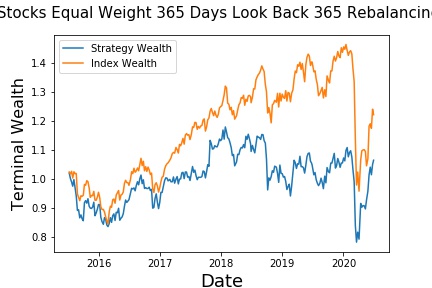 Stocks Equal Weight 365 Days Look Back 365 Rebalancing
Strategy Wealth
Index Wealth
Terminal Wealth
1.4
1.3
1.2
1.1
1.0
0.9
0.8
2016
2017
2018
2019
2020
Date